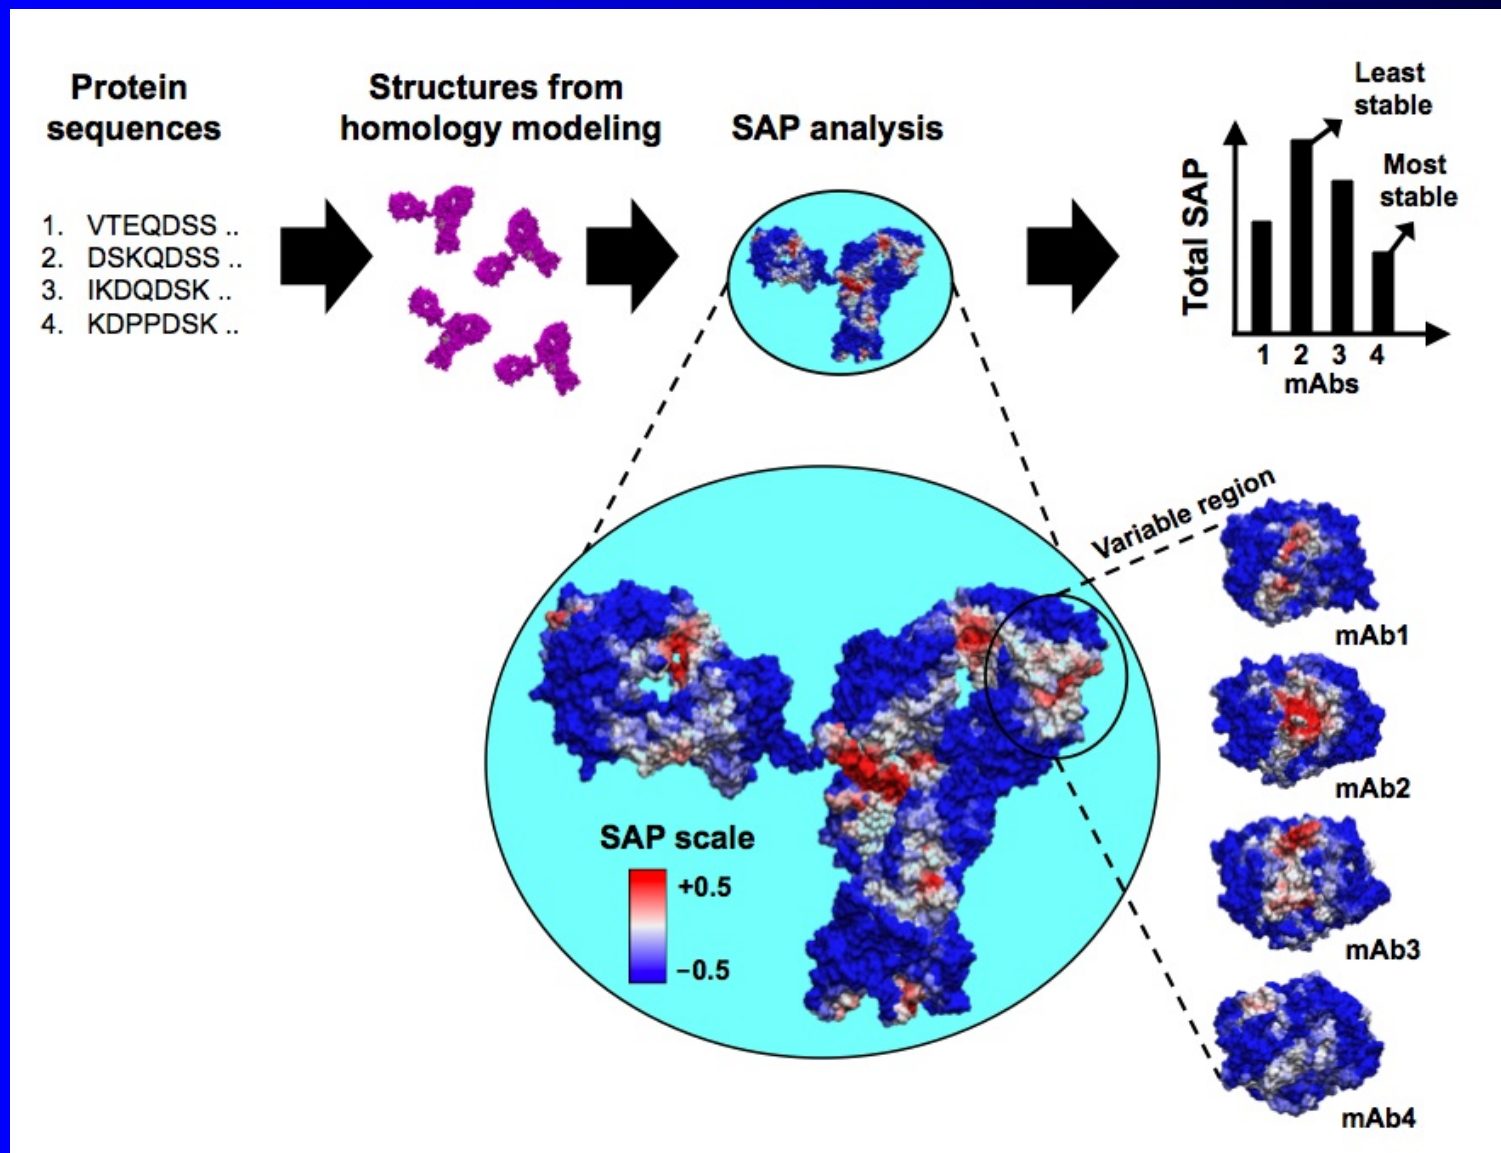 Protein
sequences
1. VTEQDSS ..
2. DSKQDSS ..
3. IKDQDSK ..
4. KDPPDSK ..
Structures from
homology modeling
SAP analysis
Least
stable
Most
stable
Total SAP
1 2 3 4
mAbs
Variable region
mAb1
mAb2
mAb3
mAb4
SAP scale
+0.5
−0.5